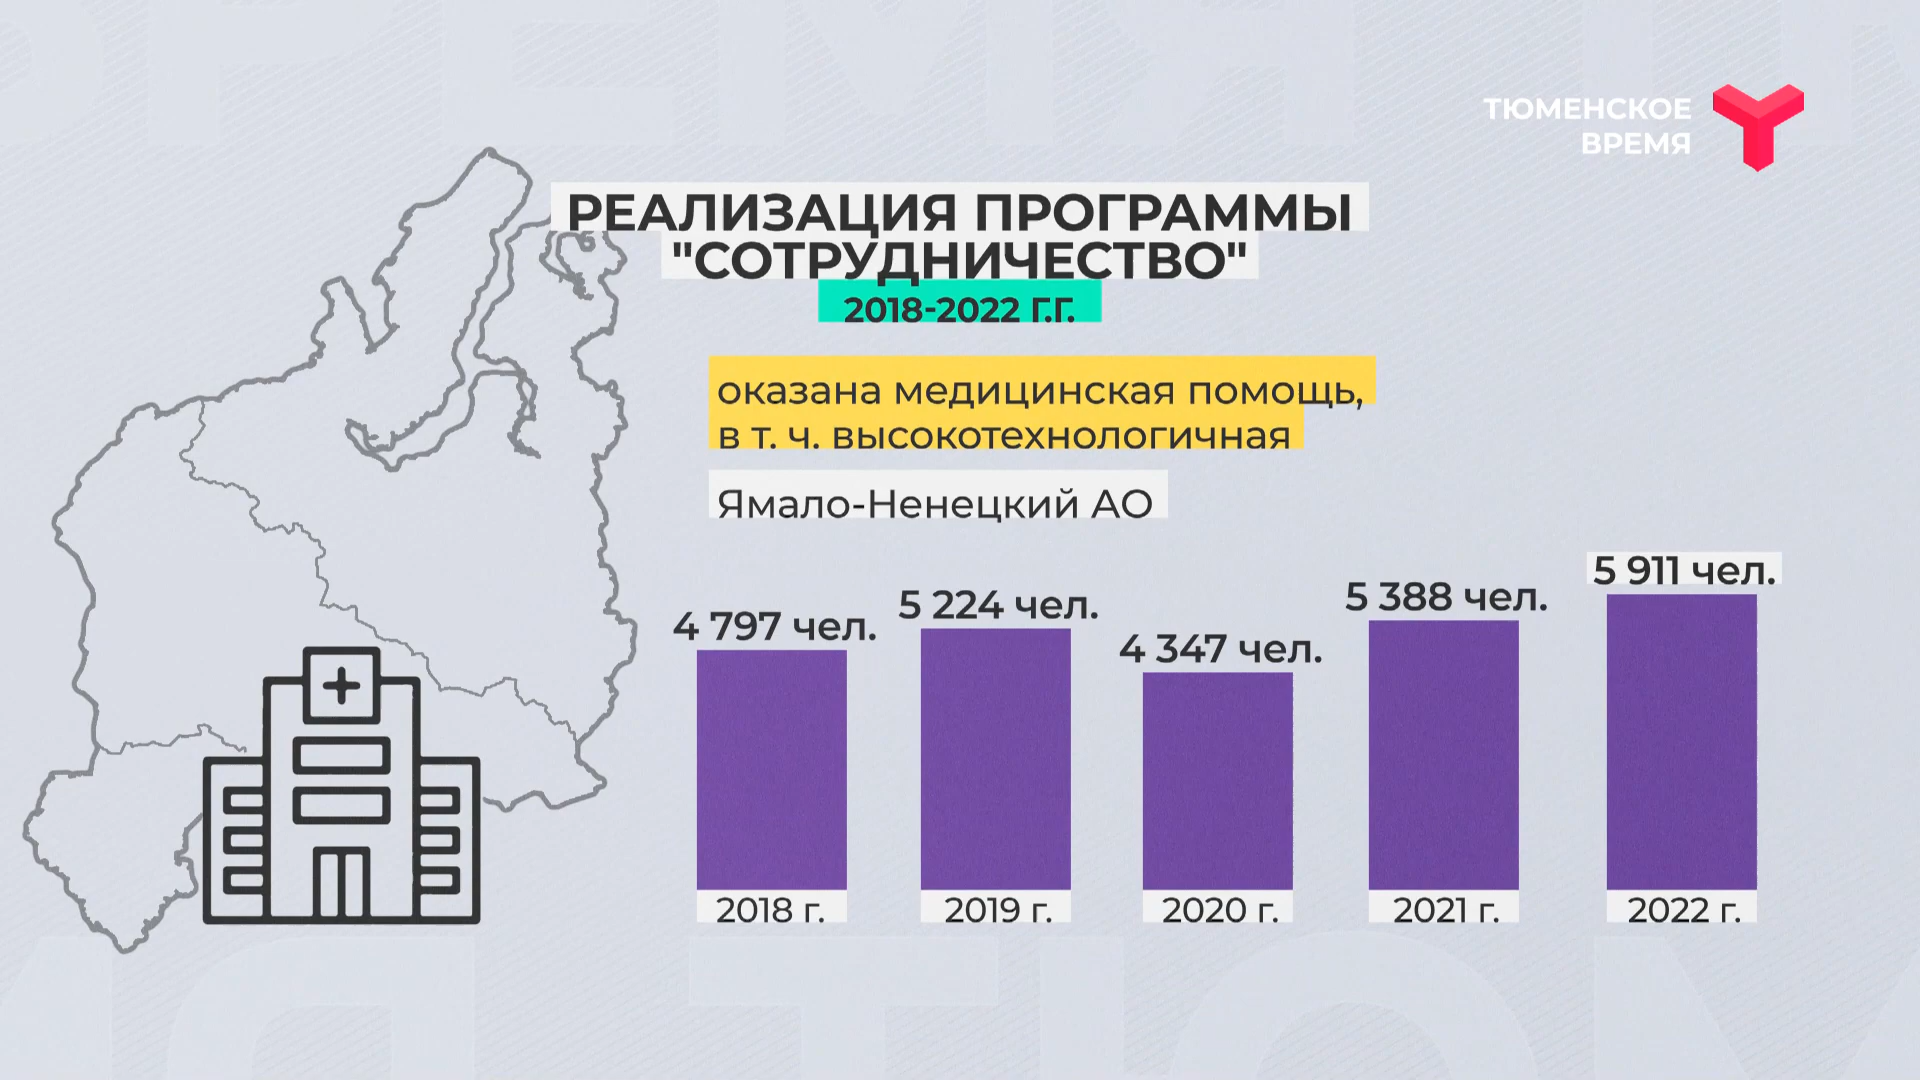 ТЮМЕНСКОЕ
ВРЕМЯ
РЕАЛИЗАЦИЯ ПРОГРАММЫ
"СОТРУДНИЧЕСТВО"
2018-2022 Г.Г.
оказана медицинская помощь,
в т. ч. высокотехнологичная
Ямало-Ненецкий АО
4 797 чел.
5 224 чел.
4 347 чел.
5 388 чел.
5 911 чел.
2018 г.
2019 г.
2020 г.
2021 г.
2022 г.